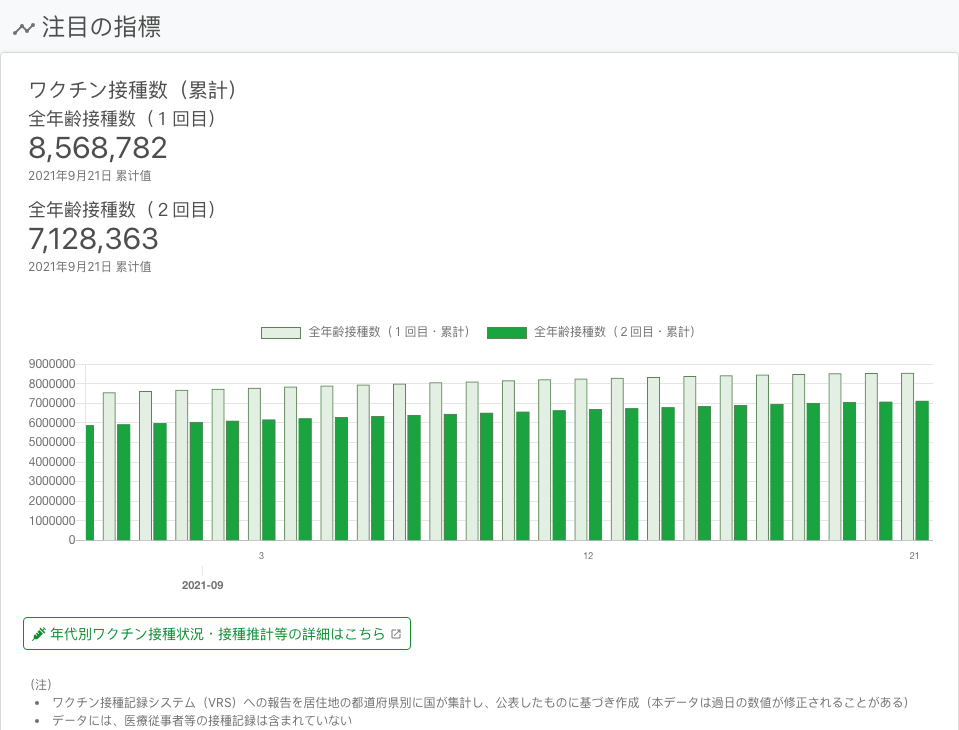 注目の指標
ワクチン接種数（累計）
全年齢接種数（１回目）
8,568,782
2021年9月21日 累计值
全年齢接種数（２回目）
7,128,363
2021年9月21日 累计值
全年齢接種数（１回目・累計） 全年齢接種数（２回目・累計）
9000000
8000000
7000000
6000000
5000000
4000000
3000000
2000000
1000000
0
3 12 21
2021-09
年代別ワクチン接種状況・接種推計等の詳細はこちら
（注）
• ワクチン接種記録システム（VRS）への報告を居住地の都道府県別に国が集計し、公表したものに基づき作成（本データは過日の数値が修正されることがある）
• データには、医療従事者等の接種記録は含まれていない